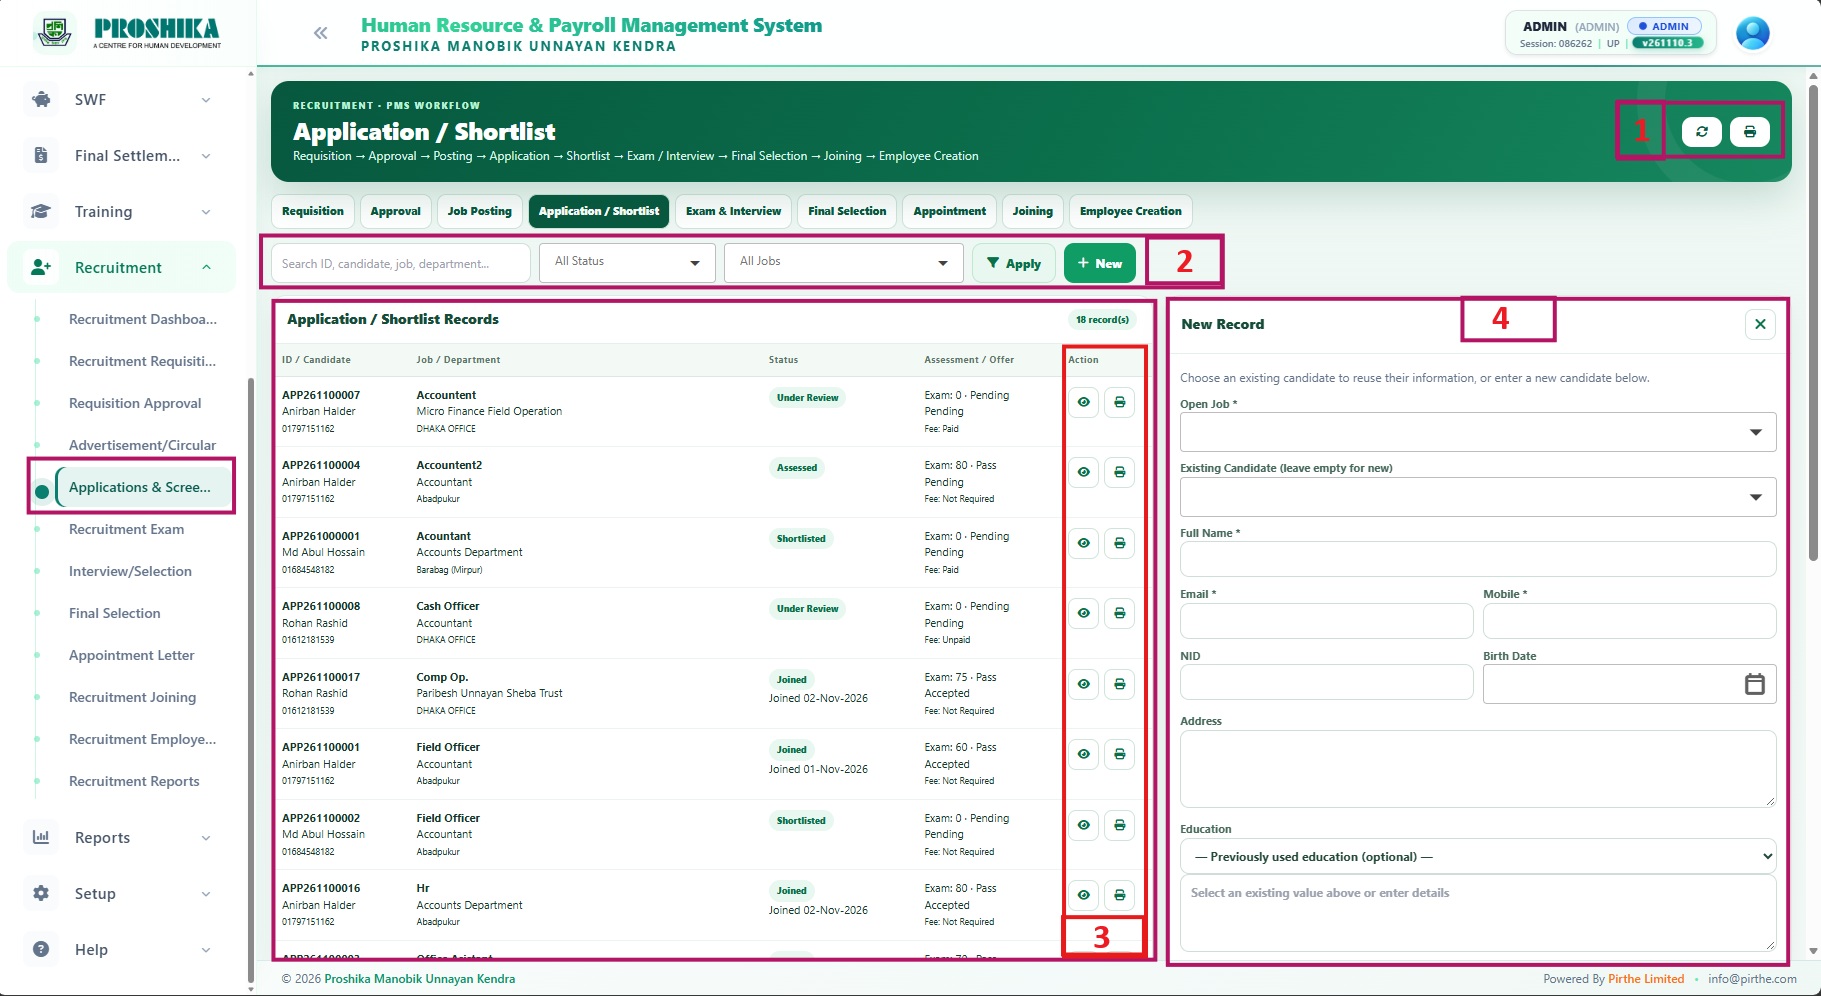 PROSHIKA
A CENTRE FOR HUMAN DEVELOPMENT
Human Resource & Payroll Management System
PROSHIKA MANOBIK UNNAYAN KENDRA
ADMIN (ADMIN) ADMIN
Session: 086262 | UP | v261110.3
SWF
Final Settlem...
Training
Recruitment
Recruitment Dashboa...
Recruitment Requisiti...
Requisition Approval
Advertisement/Circular
Applications & Scree...
Recruitment Exam
Interview/Selection
Final Selection
Appointment Letter
Recruitment Joining
Recruitment Employe...
Recruitment Reports
Reports
Setup
Help
RECRUITMENT · PMS WORKFLOW
Application / Shortlist
Requisition → Approval → Posting → Application → Shortlist → Exam / Interview → Final Selection → Joining → Employee Creation
1
Requisition Approval Job Posting Application / Shortlist Exam & Interview Final Selection Appointment Joining Employee Creation
Search ID, candidate, job, department... All Status All Jobs Apply + New 2
Application / Shortlist Records 18 record(s)
ID / Candidate Job / Department Status Assessment / Offer Action
APP261100007 Accountent Under Review Exam: 0 · Pending
Anirban Halder Micro Finance Field Operation Pending
01797151162 DHAKA OFFICE Fee: Paid
APP261100004 Accountent2 Assessed Exam: 80 · Pass
Anirban Halder Accountant Pending
01797151162 Abadpukur Fee: Not Required
APP261000001 Acountant Shortlisted Exam: 0 · Pending
Md Abul Hossain Accounts Department Pending
01684548182 Barabag (Mirpur) Fee: Paid
APP261100008 Cash Officer Under Review Exam: 0 · Pending
Rohan Rashid Accountant Pending
01612181539 DHAKA OFFICE Fee: Unpaid
APP261100017 Comp Op. Joined Exam: 75 · Pass
Rohan Rashid Paribesh Unnayan Sheba Trust Joined 02-Nov-2026 Accepted
01612181539 DHAKA OFFICE Fee: Not Required
APP261100001 Field Officer Joined Exam: 60 · Pass
Anirban Halder Accountant Joined 01-Nov-2026 Accepted
01797151162 Abadpukur Fee: Not Required
APP261100002 Field Officer Shortlisted Exam: 0 · Pending
Md Abul Hossain Accountant Pending
01684548182 Abadpukur Fee: Not Required
APP261100016 Hr Joined Exam: 80 · Pass
Anirban Halder Accounts Department Joined 02-Nov-2026 Accepted
01797151162 Abadpukur Fee: Not Required
3
New Record
4
Choose an existing candidate to reuse their information, or enter a new candidate below.
Open Job *
Existing Candidate (leave empty for new)
Full Name *
Email * Mobile *
NID Birth Date
Address
Education
— Previously used education (optional) —
Select an existing value above or enter details
© 2026 Proshika Manobik Unnayan Kendra
Powered By Pirthe Limited • info@pirthe.com